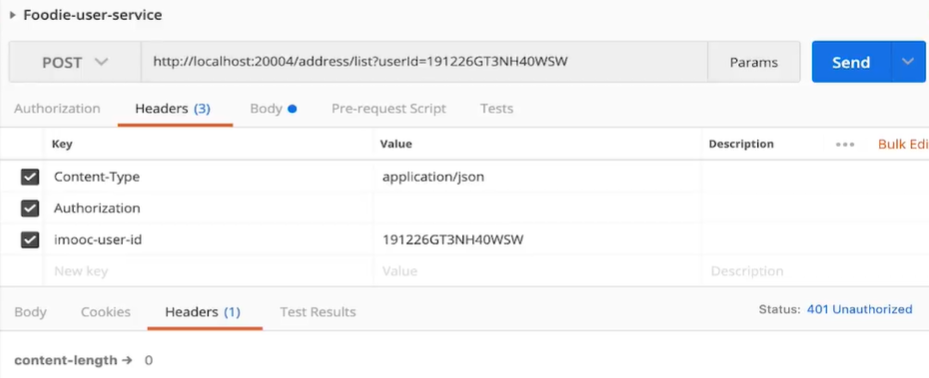 Foodie-user-service
POST http://localhost:20004/address/list?userId=191226GT3NH40WSW Params Send
Authorization Headers (3) Body Pre-request Script Tests
Key Value Description ••• Bulk Edi
Content-Type application/json
Authorization
imooc-user-id 191226GT3NH40WSW
New key Value Description
Body Cookies Headers (1) Test Results Status: 401 Unauthorized
content-length → 0